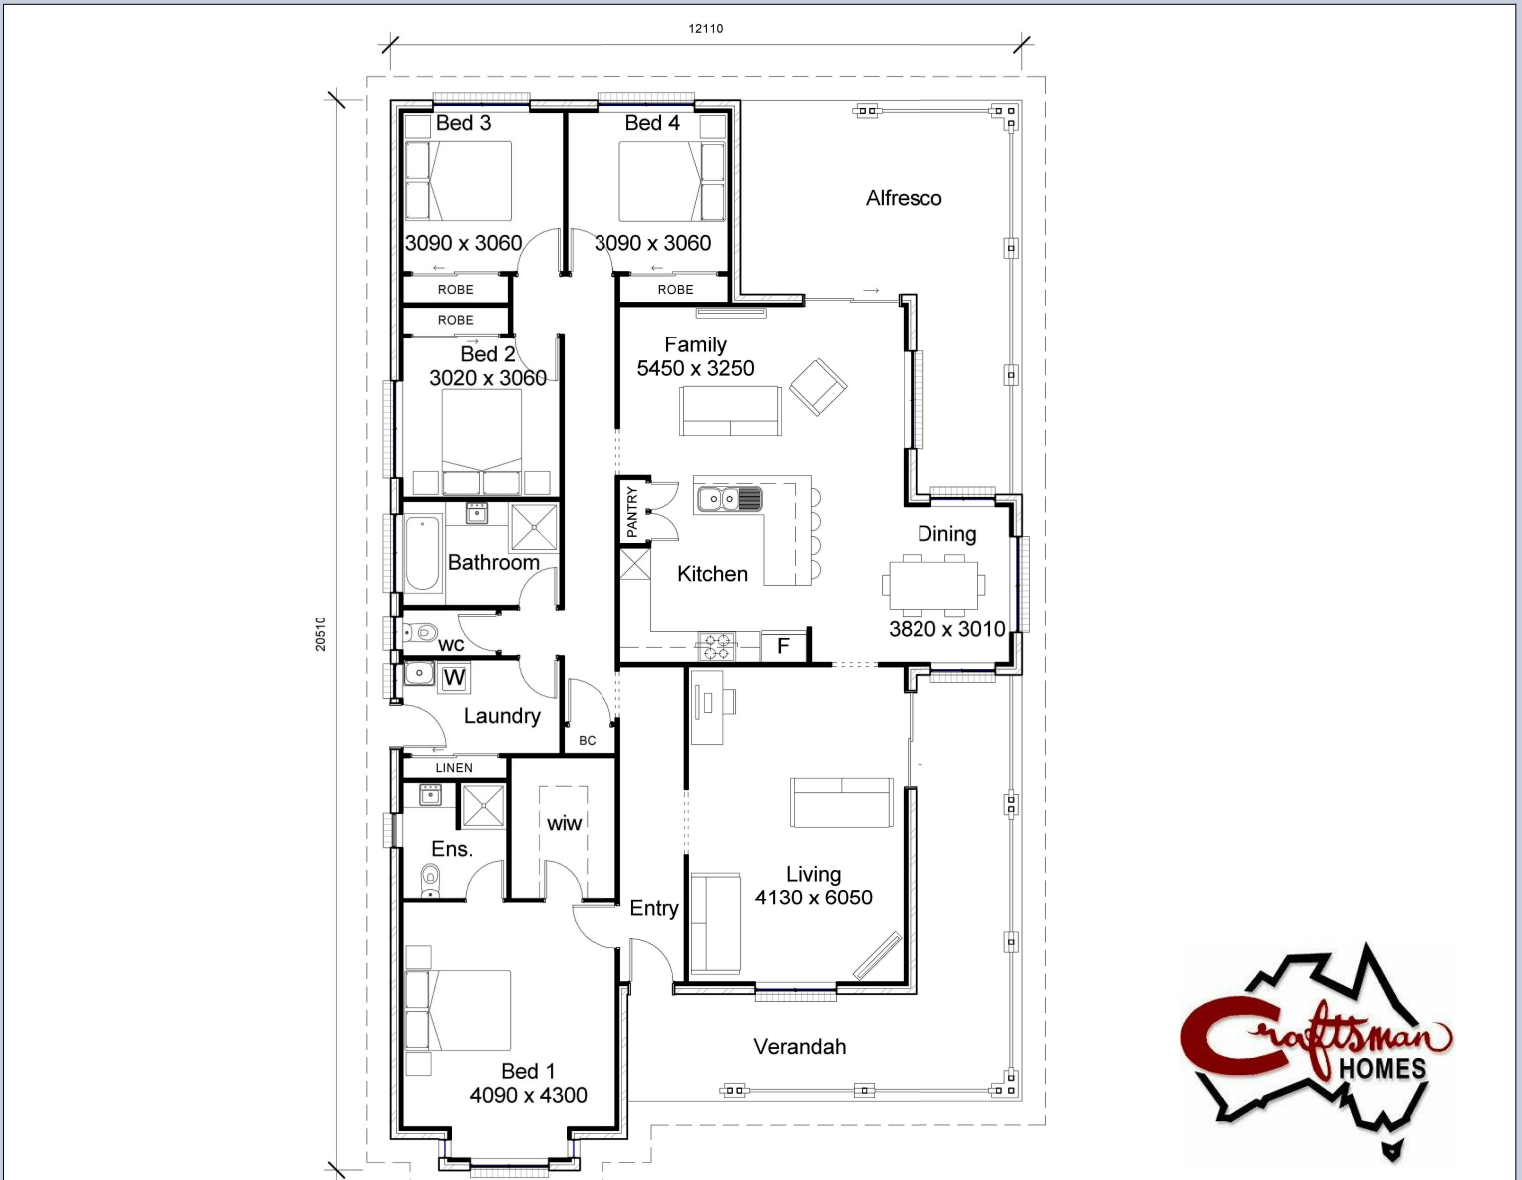 12110
20510
Bed 3
3090 x 3060
ROBE
Bed 4
3090 x 3060
ROBE
Alfresco
ROBE
Bed 2
3020 x 3060
Family
5450 x 3250
PANTRY
Kitchen
F
Dining
3820 x 3010
Bathroom
WC
W
Laundry
BC
LINEN
Ens.
wiw
Entry
Living
4130 x 6050
Bed 1
4090 x 4300
Verandah
Craftsman
HOMES